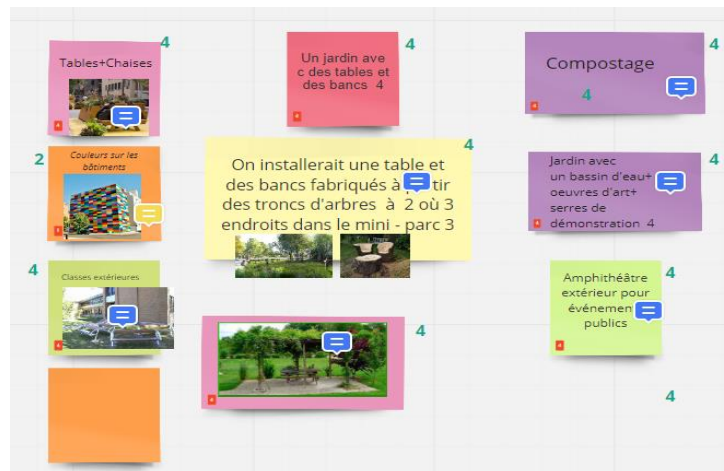 4
Tables+Chaises
4
Un jardin ave
c des tables et
des bancs 4
4
Compostage
4
2
Couleurs sur les
bâtiments
4
On installerait une table et
des bancs fabriqués à tir
des troncs d'arbres à 2 où 3
endroits dans le mini - parc 3
4
Jardin avec
un bassin d'eau+
oeuvres d'art+
serres de
démonstration 4
4
Classes extérieures
4
4
Amphithéâtre
extérieur pour
événemen
publics
4